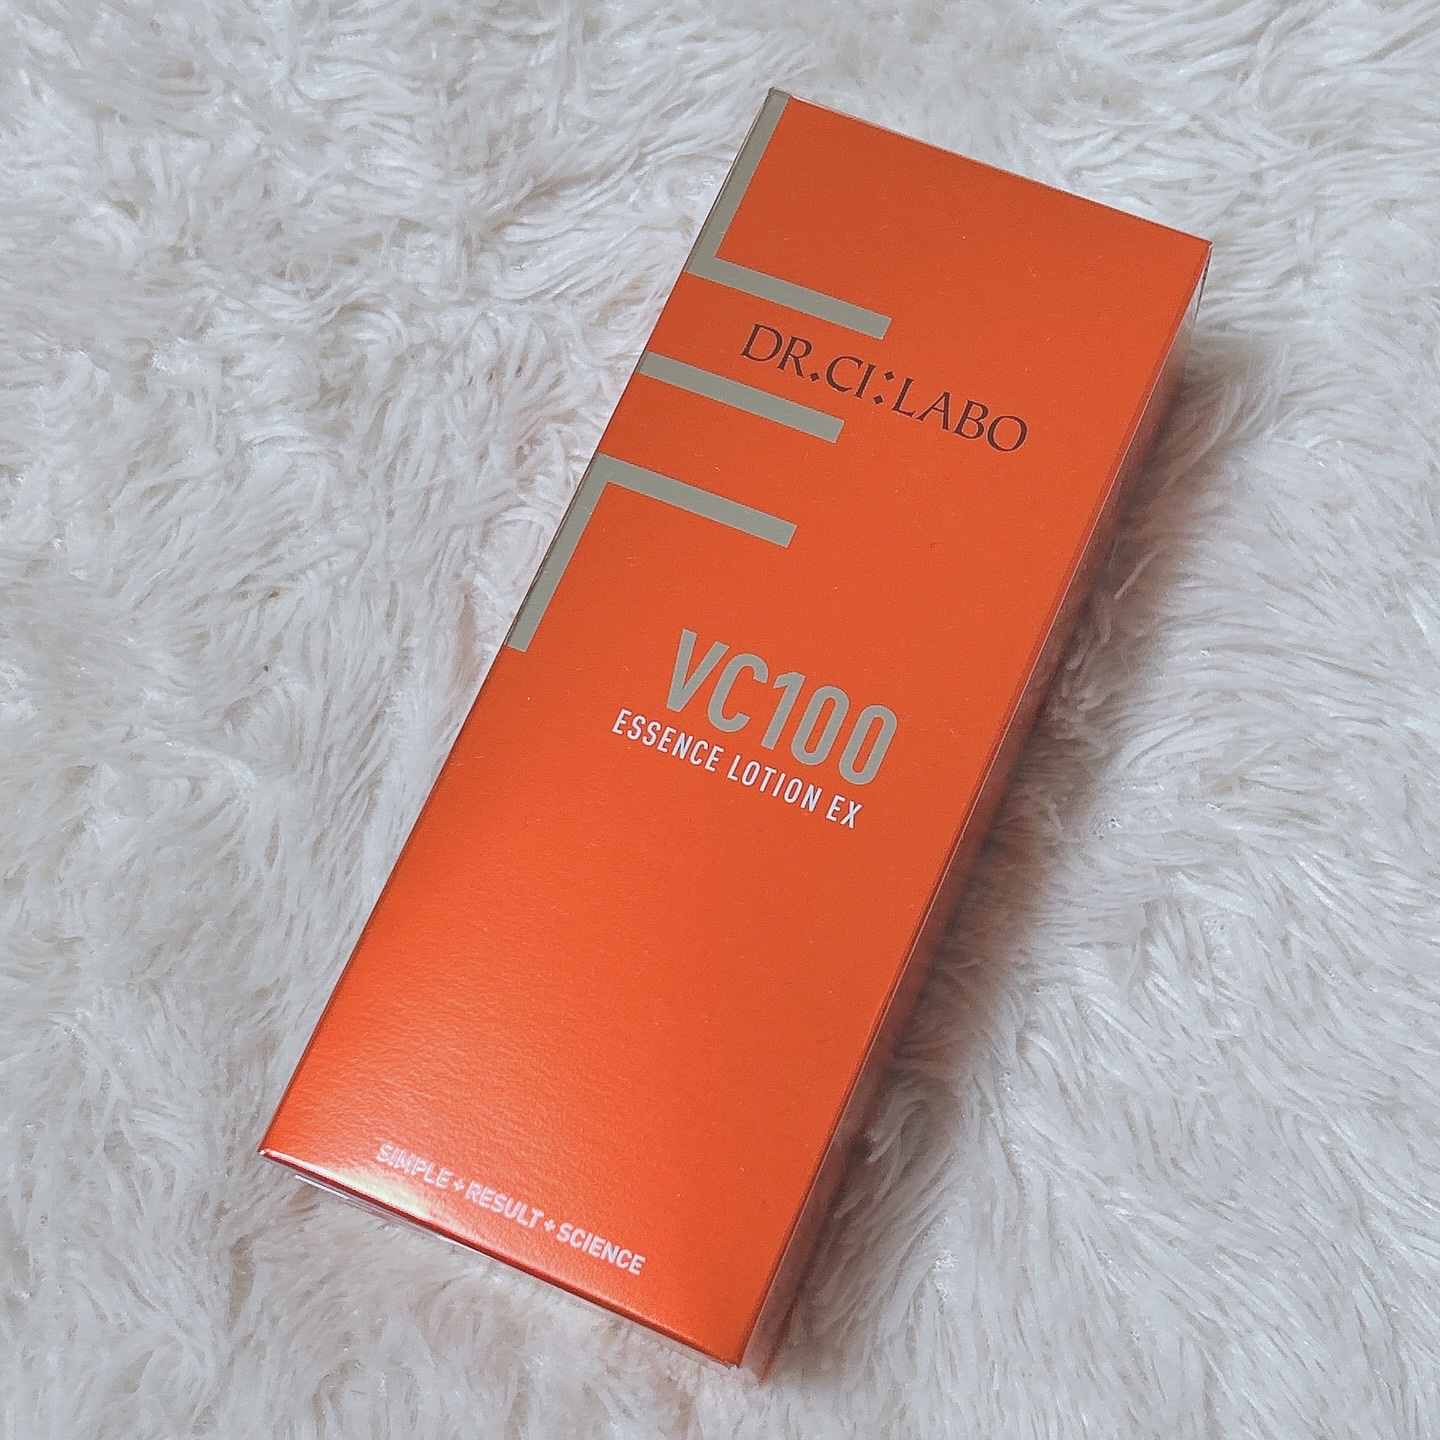 DR.CI:LABO
VC100
ESSENCE LOTION EX
SIMPLE+RESULT+SCIENCE